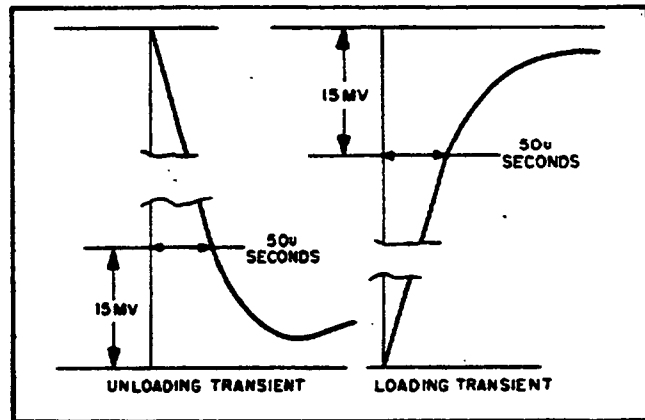 15 MV
50u
SECONDS
50u
SECONDS
15 MV
UNLOADING TRANSIENT
LOADING TRANSIENT